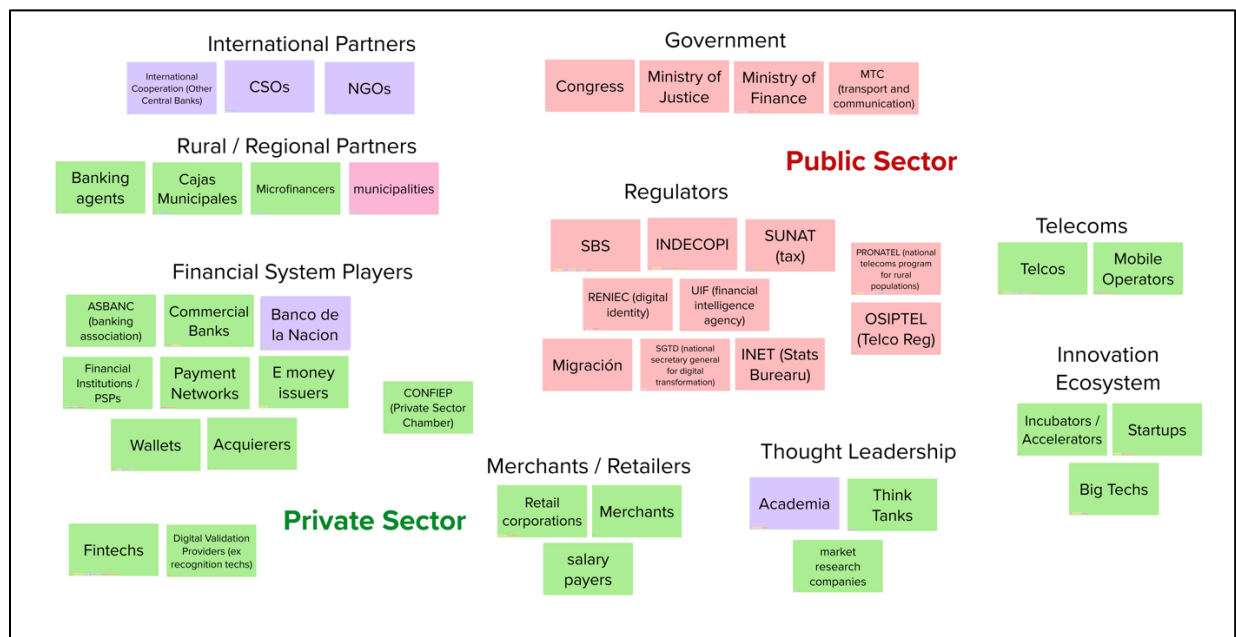 International Partners
International
Cooperation (Other
Central Banks)
CSOs
NGOs
Government
Congress
Ministry of
Justice
Ministry of
Finance
MTC
(transport and
communication)
Rural / Regional Partners
Banking
agents
Cajas
Municipales
Microfinancers
municipalities
Public Sector
Regulators
SBS
INDECOPI
SUNAT
(tax)
PRONATEL (national
telecoms program
for rural
populations)
RENIEC (digital
identity)
UIF (financial
intelligence
agency)
OSIPTEL
(Telco Reg)
Migración
SGTD (national
secretary general
for digital
transformation)
INET (Stats
Burearu)
Telecoms
Telcos
Mobile
Operators
Financial System Players
ASBANC
(banking
association)
Commercial
Banks
Banco de
la Nacion
Financial
Institutions /
PSPs
Payment
Networks
E money
issuers
CONFIEP
(Private Sector
Chamber)
Wallets
Acquierers
Innovation
Ecosystem
Incubators /
Accelerators
Startups
Big Techs
Private Sector
Fintechs
Digital Validation
Providers (ex
recognition techs)
Merchants / Retailers
Retail
corporations
Merchants
salary
payers
Thought Leadership
Academia
Think
Tanks
market
research
companies